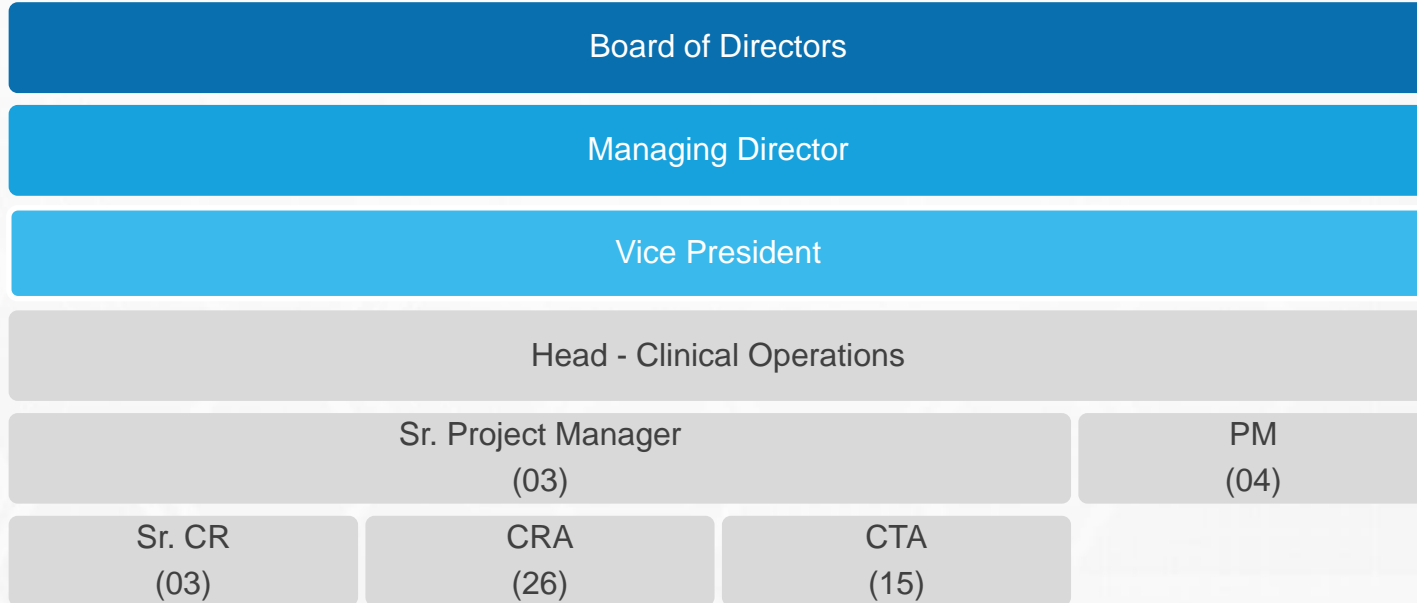 Board of Directors
Managing Director
Vice President
Head - Clinical Operations
Sr. Project Manager
(03)
PM
(04)
Sr. CR
(03)
CRA
(26)
CTA
(15)